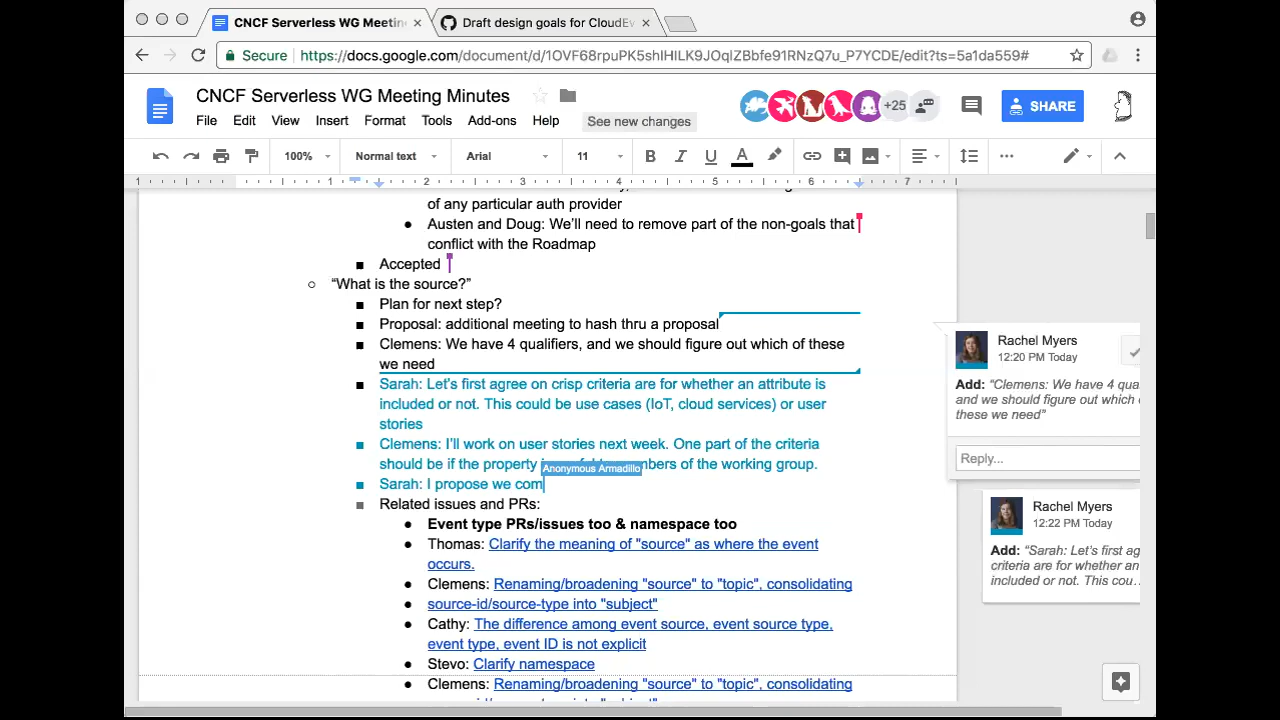 CNCF Serverless WG Meetin
Draft design goals for CloudEv
Secure
https://docs.google.com/document/d/1OVF68rpuPK5shIHILK9JOqlZBbfe91RNzQ7u_P7YCDE/edit?ts=5a1da559#
CNCF Serverless WG Meeting Minutes
+25
SHARE
File Edit View Insert Format Tools Add-ons Help See new changes
100% Normal text Arial 11 B I U A
1 1 2 3 4 5 6 7
of any particular auth provider
Austen and Doug: We'll need to remove part of the non-goals that
conflict with the Roadmap
Accepted
“What is the source?”
Plan for next step?
Proposal: additional meeting to hash thru a proposal
Clemens: We have 4 qualifiers, and we should figure out which of these
we need
Sarah: Let's first agree on crisp criteria are for whether an attribute is
included or not. This could be use cases (IoT, cloud services) or user
stories
Clemens: I'll work on user stories next week. One part of the criteria
should be if the property members of the working group.
Anonymous Armadillo
Sarah: I propose we com
Related issues and PRs:
Event type PRs/issues too & namespace too
Thomas: Clarify the meaning of "source" as where the event
occurs.
Clemens: Renaming/broadening "source" to "topic", consolidating
source-id/source-type into "subject"
Cathy: The difference among event source, event source type,
event type, event ID is not explicit
Stevo: Clarify namespace
Clemens: Renaming/broadening "source" to "topic", consolidating
Rachel Myers
12:20 PM Today
Add: “Clemens: We have 4 qua
and we should figure out which o
these we need”
Reply...
Rachel Myers
12:22 PM Today
Add: “Sarah: Let's first ag
criteria are for whether an
included or not. This cou…